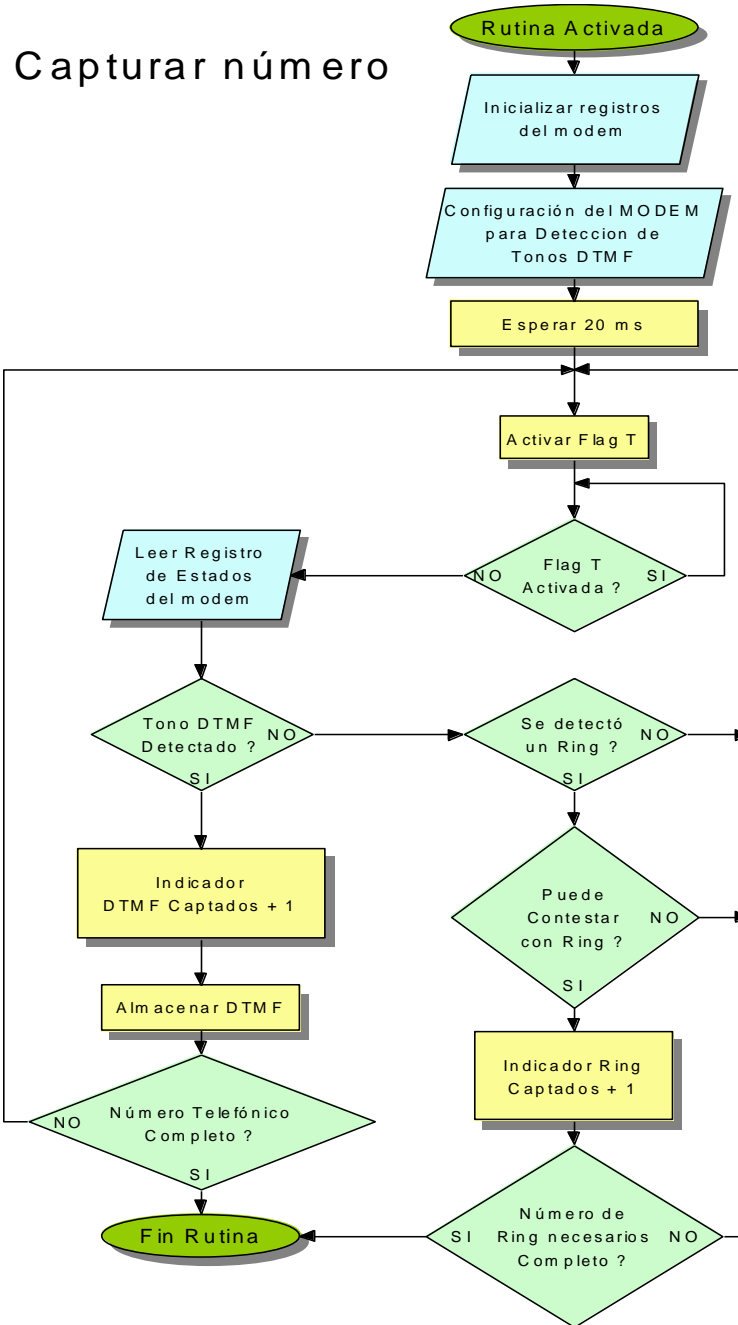 Capturar número
Rutina Activada
Inicializar registros
del modem
Configuración del MODEM
para Deteccion de
Tonos DTMF
Esperar 20 ms
Activar Flag T
Flag T
Activada ?
NO
SI
Leer Registro
de Estados
del modem
Tono DTMF
Detectado ?
NO
SI
Se detectó
un Ring ?
NO
SI
Indicador
DTMF Captados + 1
Puede
Contestar
con Ring ?
NO
SI
Almacenar DTMF
Indicador Ring
Captados + 1
Número Telefónico
Completo ?
NO
SI
Número de
Ring necesarios
Completo ?
SI
NO
Fin Rutina